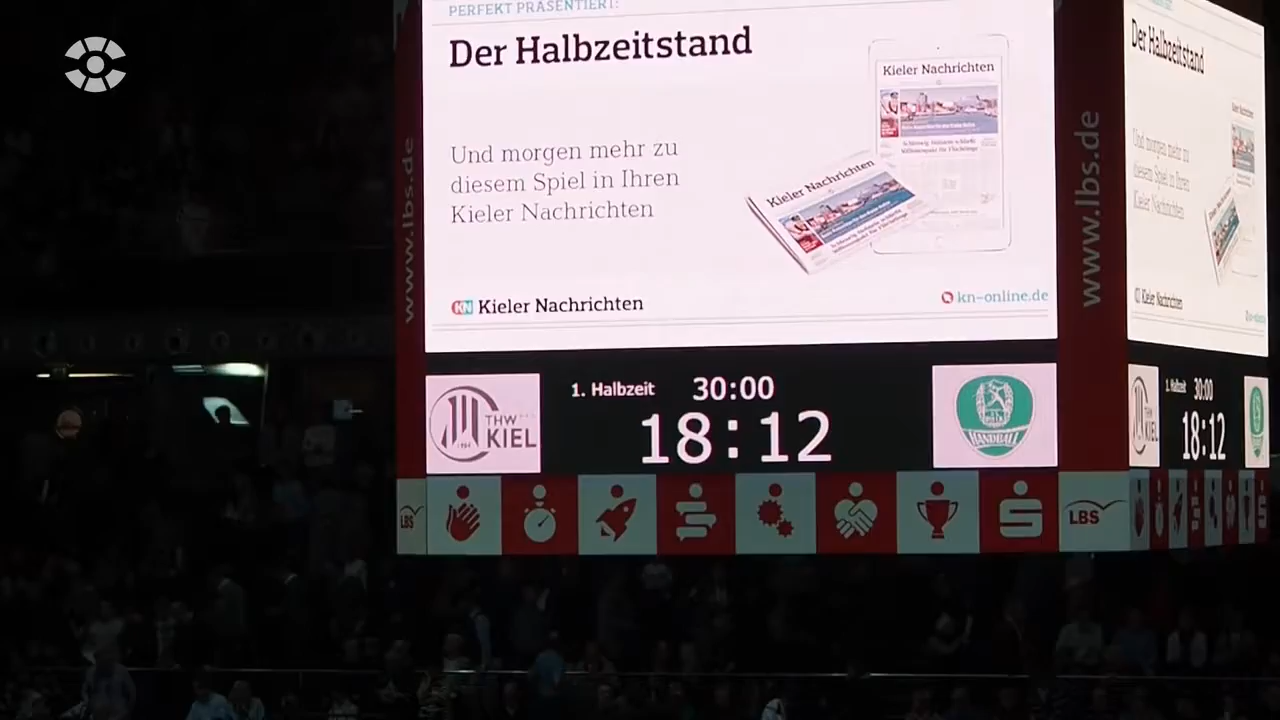 PERFEKT PRÄSENTIERT:
Der Halbzeitstand
Und morgen mehr zu
diesem Spiel in Ihren
Kieler Nachrichten
Kieler Nachrichten
Kieler Nachrichten
KN Kieler Nachrichten
kn-online.de
www.lbs.de
www.lbs.de
THW
KIEL
1. Halbzeit 30:00
18:12
HANDBALL
LBS
LBS
Der Halbzeitstand
Und morgen mehr zu
diesem Spiel in Ihren
Kieler Nachrichten
Kieler Nachrichten
THW
KIEL
1. Halbzeit 30:00
18:12